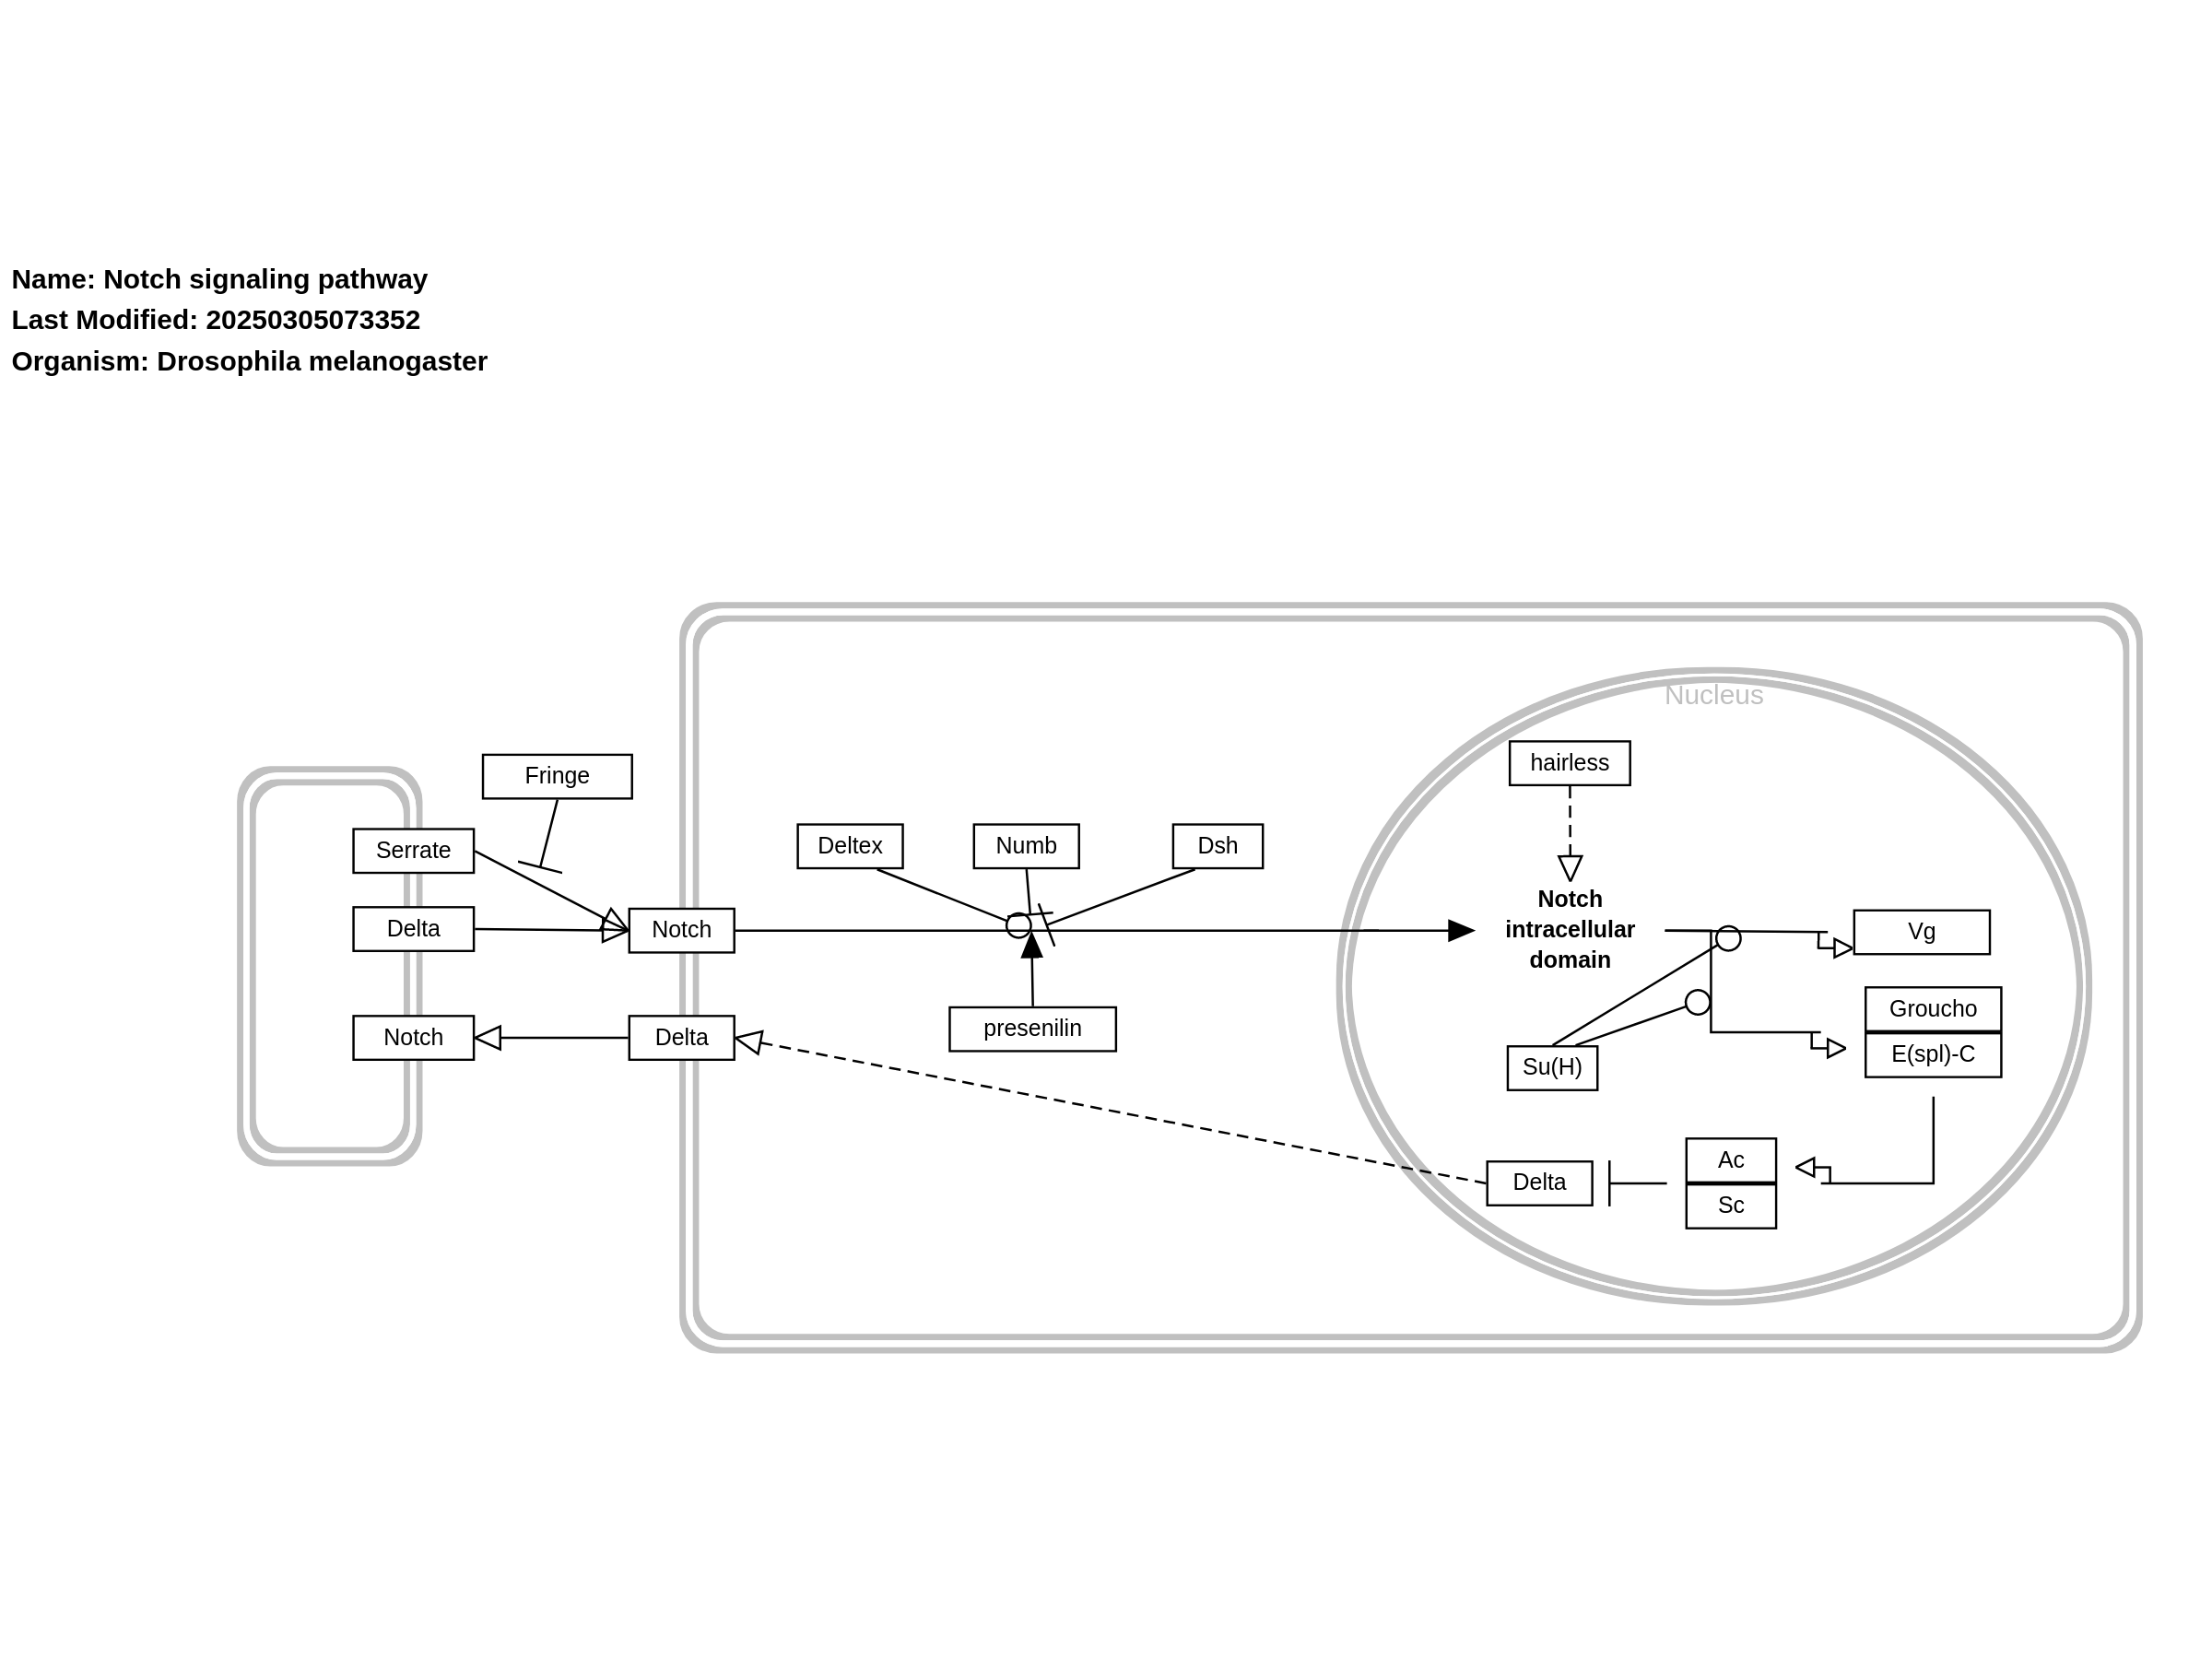 Name: Notch signaling pathway
Last Modified: 20250305073352
Organism: Drosophila melanogaster
Nucleus
hairless
Fringe
Serrate
Deltex
Numb
Dsh
Delta
Notch
Notch
intracellular
domain
Vg
Groucho
E(spl)-C
Notch
Delta
presenilin
Su(H)
Delta
Ac
Sc